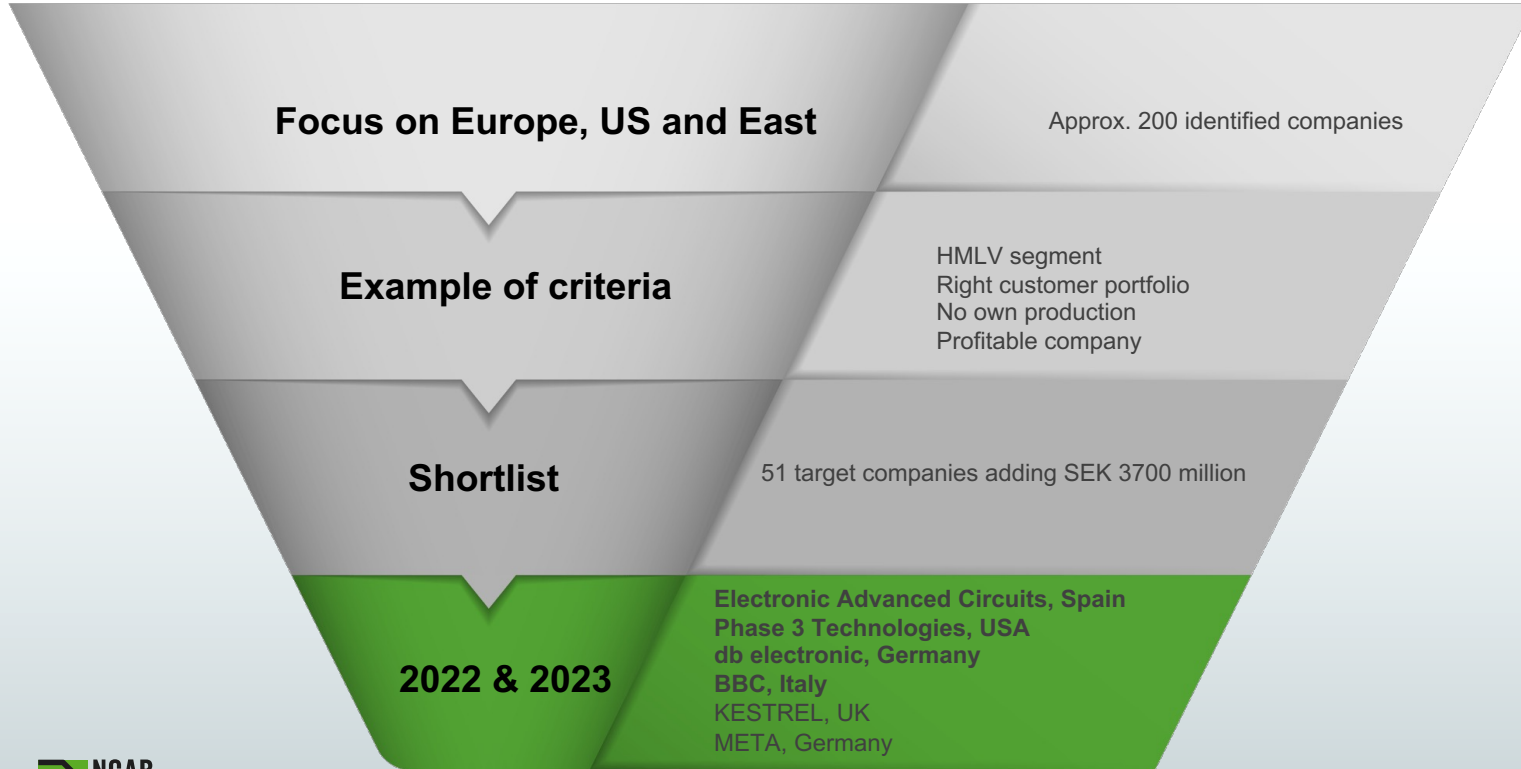 Focus on Europe, US and East
Approx. 200 identified companies
Example of criteria
HMLV segment
Right customer portfolio
No own production
Profitable company
Shortlist
51 target companies adding SEK 3700 million
2022 & 2023
Electronic Advanced Circuits, Spain
Phase 3 Technologies, USA
db electronic, Germany
BBC, Italy
KESTREL, UK
META, Germany
NCAB